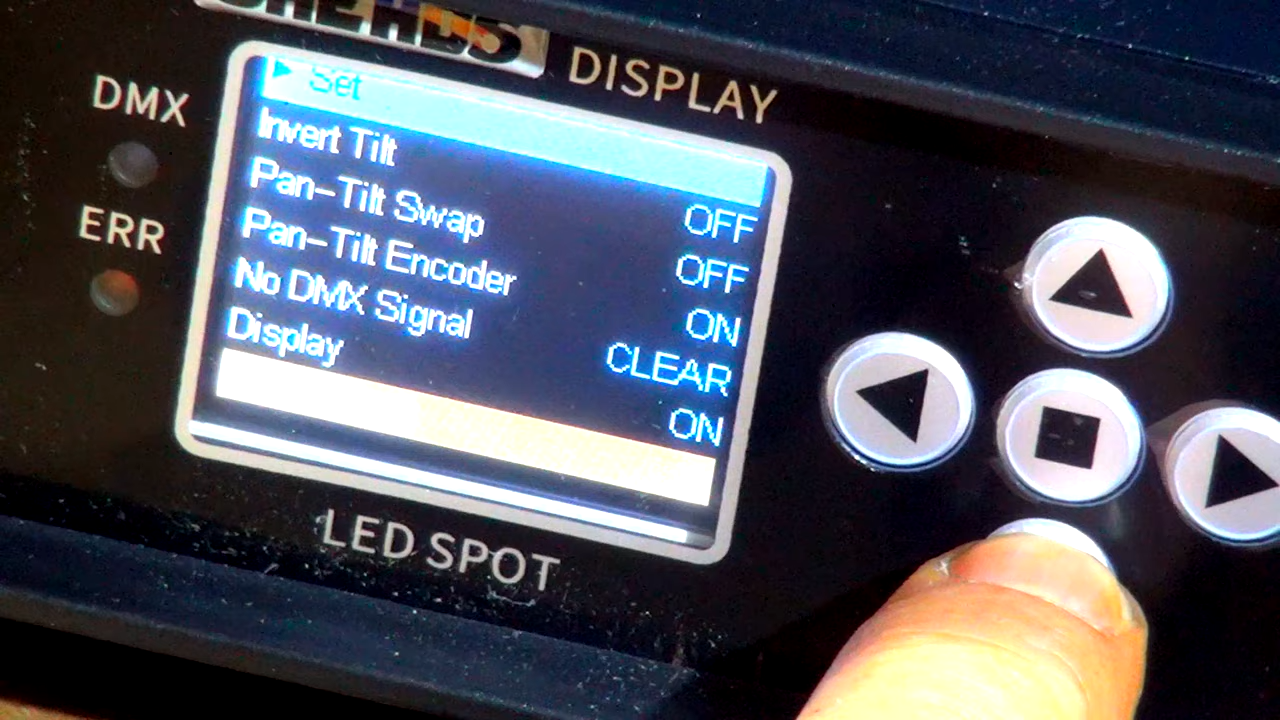 SHEHDS
DISPLAY
DMX
ERR
Set
Invert Tilt OFF
Pan-Tilt Swap OFF
Pan-Tilt Encoder ON
No DMX Signal CLEAR
Display ON
LED SPOT